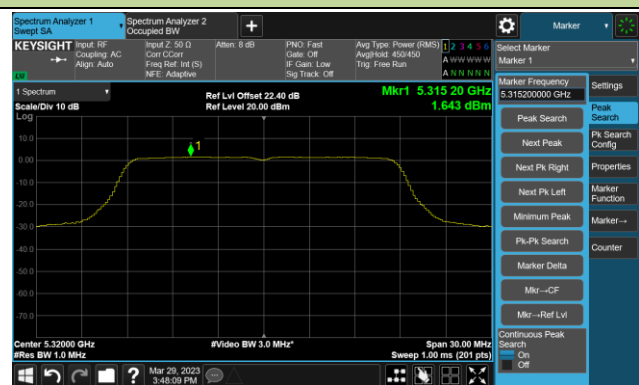 Spectrum Analyzer 1
Swept SA
Spectrum Analyzer 2
Occupied BW
+
Marker
KEYSIGHT
Input: RF
Coupling: AC
Align: Auto
Input Z: 50 Ω
Corr CCorr
Freq Ref: Int (S)
NFE: Adaptive
Atten: 8 dB
PNO: Fast
Gate: Off
IF Gain: Low
Sig Track: Off
Avg Type: Power (RMS)
Avg|Hold: 450/450
Trig: Free Run
1 2 3 4 5 6
A W W W W W
A N N N N N
LV
Select Marker
Marker 1
1 Spectrum
Scale/Div 10 dB
Log
Ref Lvl Offset 22.40 dB
Ref Level 20.00 dBm
Mkr1 5.315 20 GHz
1.643 dBm
10.0
0.00
-10.0
-20.0
-30.0
-40.0
-50.0
-60.0
-70.0
1
Center 5.32000 GHz
#Res BW 1.0 MHz
#Video BW 3.0 MHz*
Span 30.00 MHz
Sweep 1.00 ms (201 pts)
Marker Frequency
5.315200000 GHz
Peak Search
Next Peak
Next Pk Right
Next Pk Left
Minimum Peak
Pk-Pk Search
Marker Delta
Mkr→CF
Mkr→Ref Lvl
Continuous Peak
Search
On
Off
Settings
Peak
Search
Pk Search
Config
Properties
Marker
Function
Marker→
Counter
Mar 29, 2023
3:48:09 PM